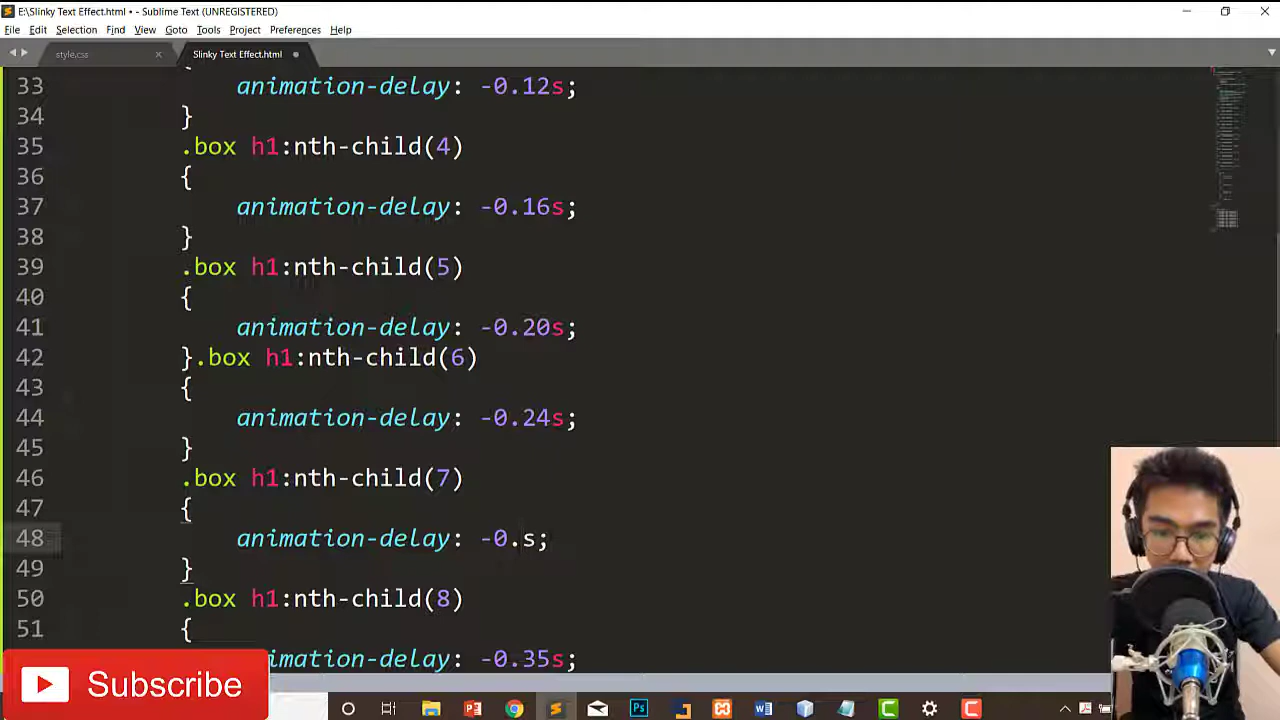 E:\Slinky Text Effect.html • - Sublime Text (UNREGISTERED)
File Edit Selection Find View Goto Tools Project Preferences Help
style.css Slinky Text Effect.html
33 animation-delay: -0.12s;
34 }
35 .box h1:nth-child(4)
36 {
37 animation-delay: -0.16s;
38 }
39 .box h1:nth-child(5)
40 {
41 animation-delay: -0.20s;
42 }.box h1:nth-child(6)
43 {
44 animation-delay: -0.24s;
45 }
46 .box h1:nth-child(7)
47 {
48 animation-delay: -0.s;
49 }
50 .box h1:nth-child(8)
51 {
imation-delay: -0.35s;
Subscribe